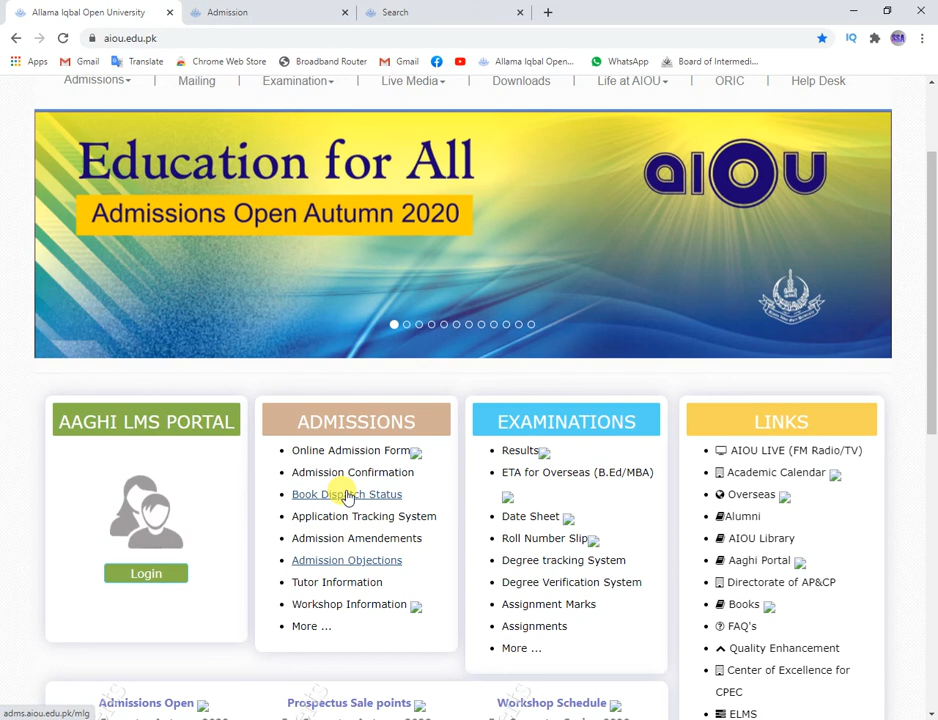 Allama Iqbal Open University
Admission
Search
aiou.edu.pk
Apps
Gmail
Translate
Chrome Web Store
Broadband Router
Gmail
Allama Iqbal Open...
WhatsApp
Board of Intermedi...
Admissions
Mailing
Examination
Live Media
Downloads
Life at AIOU
ORIC
Help Desk
Education for All
Admissions Open Autumn 2020
AIOU
AAGHI LMS PORTAL
Login
ADMISSIONS
Online Admission Form
Admission Confirmation
Book Dispatch Status
Application Tracking System
Admission Amendements
Admission Objections
Tutor Information
Workshop Information
More ...
EXAMINATIONS
Results
ETA for Overseas (B.Ed/MBA)
Date Sheet
Roll Number Slip
Degree tracking System
Degree Verification System
Assignment Marks
Assignments
More ...
LINKS
AIOU LIVE (FM Radio/TV)
Academic Calendar
Overseas
Alumni
AIOU Library
Aaghi Portal
Directorate of AP&CP
Books
FAQ's
Quality Enhancement
Center of Excellence for
CPEC
ELMS
Admissions Open
Prospectus Sale points
Workshop Schedule
adms.aiou.edu.pk/mlg